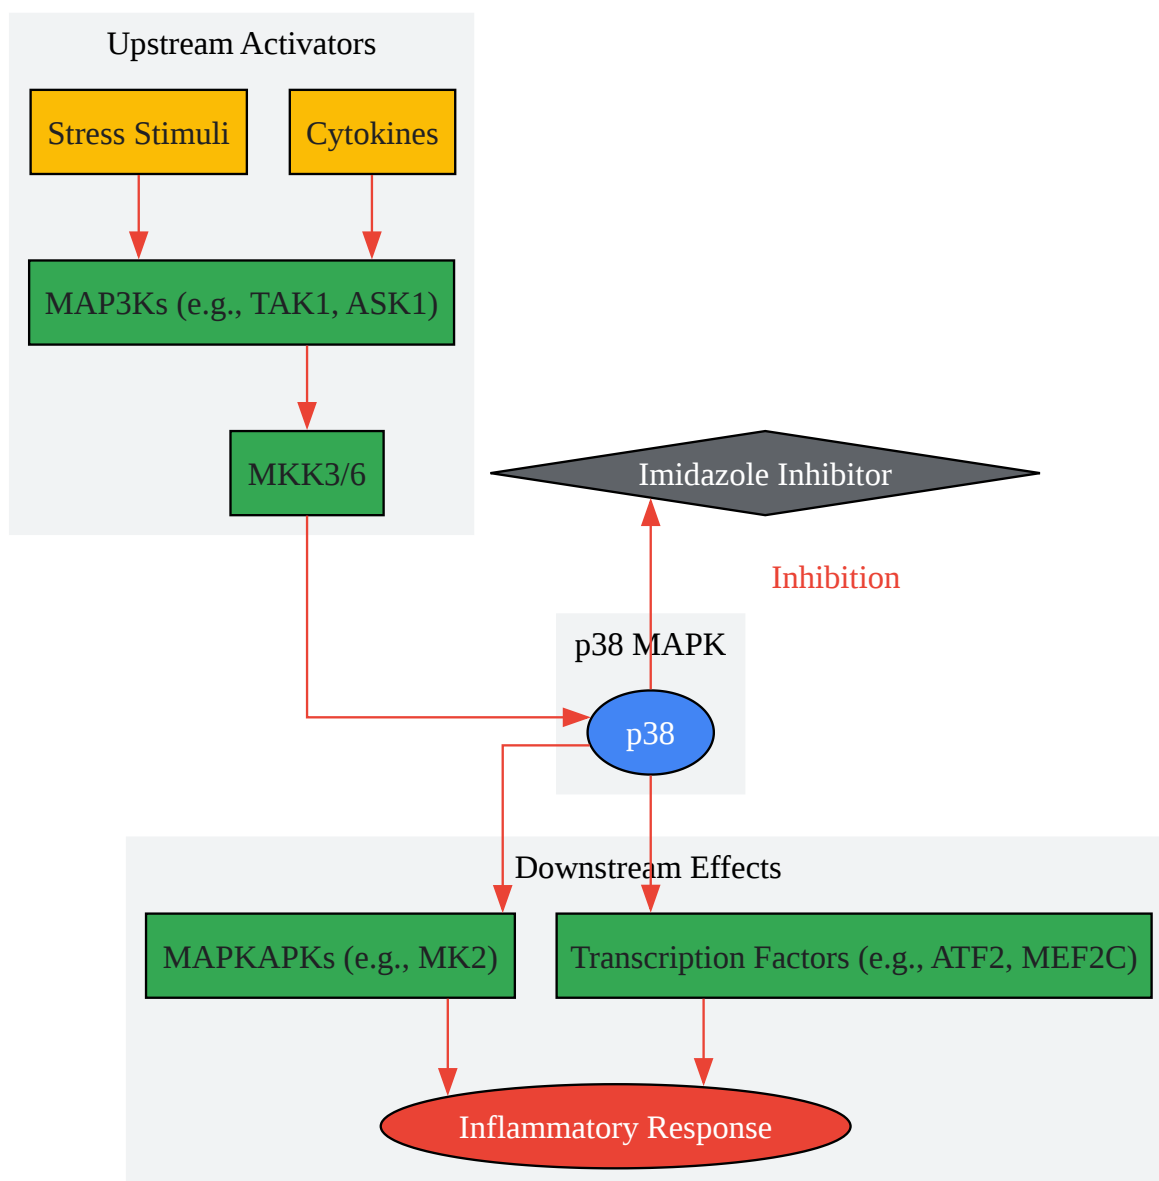 Upstream Activators
Stress Stimuli
Cytokines
MAP3Ks (e.g., TAK1, ASK1)
MKK3/6
Imidazole Inhibitor
Inhibition
p38 MAPK
p38
Downstream Effects
MAPKAPKs (e.g., MK2)
Transcription Factors (e.g., ATF2, MEF2C)
Inflammatory Response